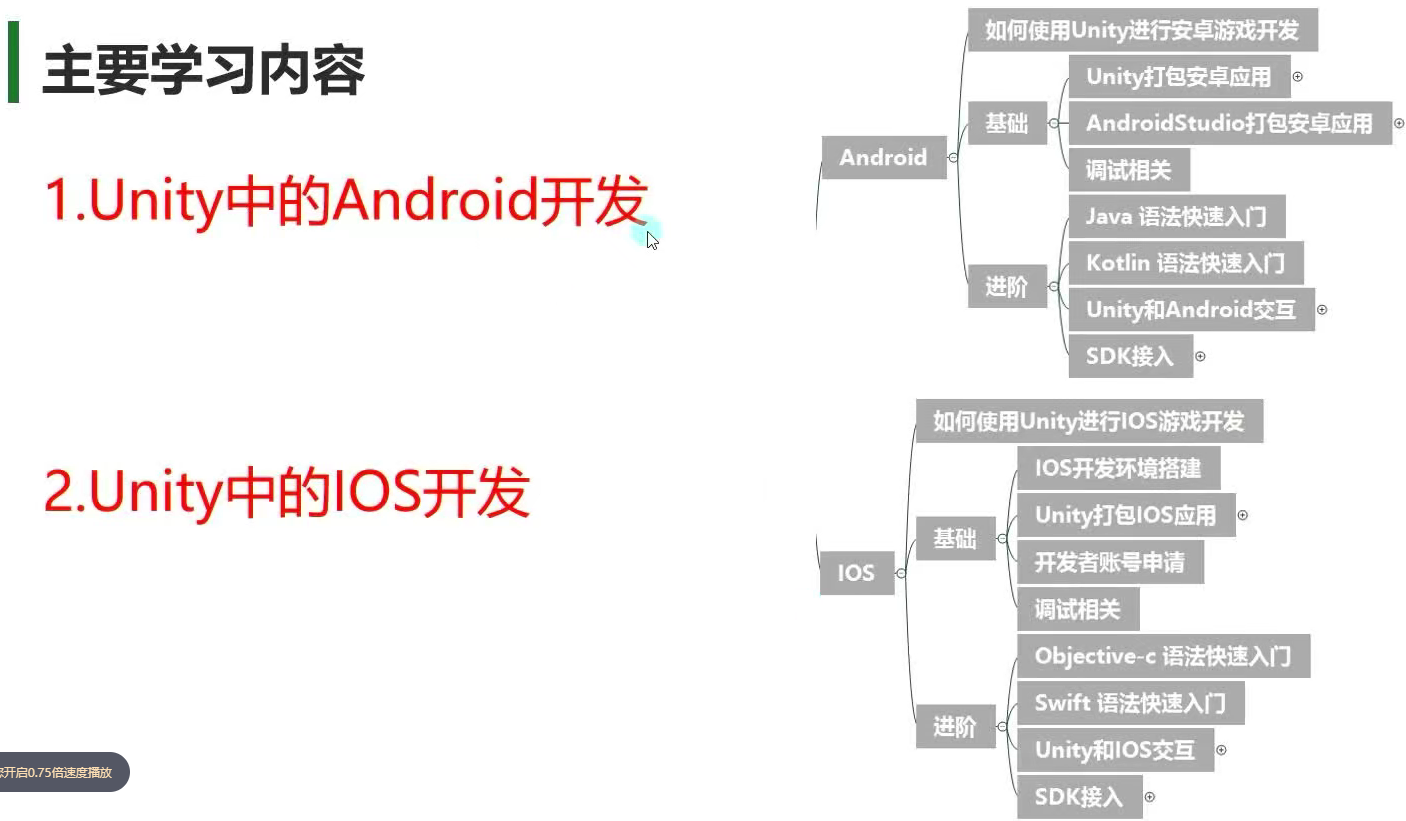 主要学习内容
1.Unity中的Android开发
Android
如何使用Unity进行安卓游戏开发
基础
Unity打包安卓应用
AndroidStudio打包安卓应用
调试相关
进阶
Java 语法快速入门
Kotlin 语法快速入门
Unity和Android交互
SDK接入
2.Unity中的IOS开发
IOS
如何使用Unity进行IOS游戏开发
基础
IOS开发环境搭建
Unity打包IOS应用
开发者账号申请
调试相关
进阶
Objective-c 语法快速入门
Swift 语法快速入门
Unity和IOS交互
SDK接入
开启0.75倍速度播放